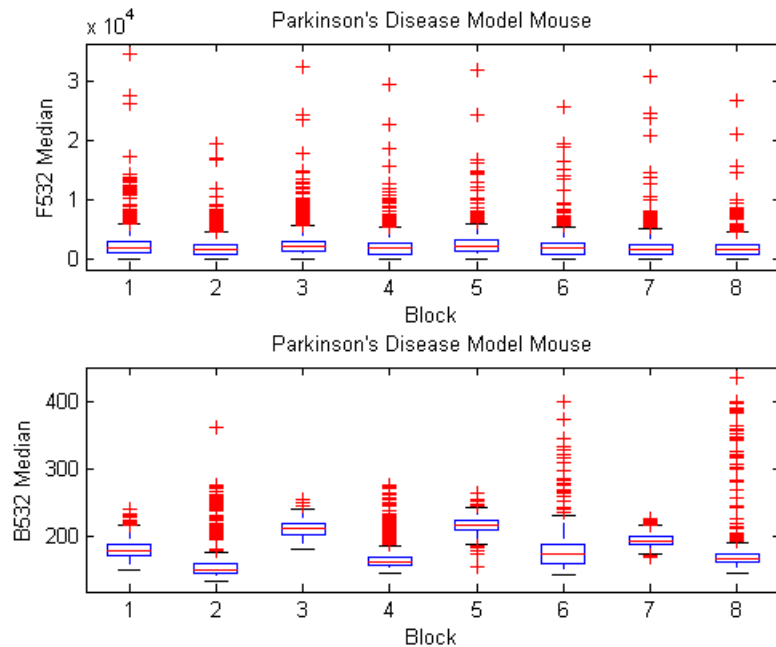 Parkinson's Disease Model Mouse
x 10^4
3
2
1
0
F532 Median
1 2 3 4 5 6 7 8
Block
Parkinson's Disease Model Mouse
400
300
200
B532 Median
1 2 3 4 5 6 7 8
Block